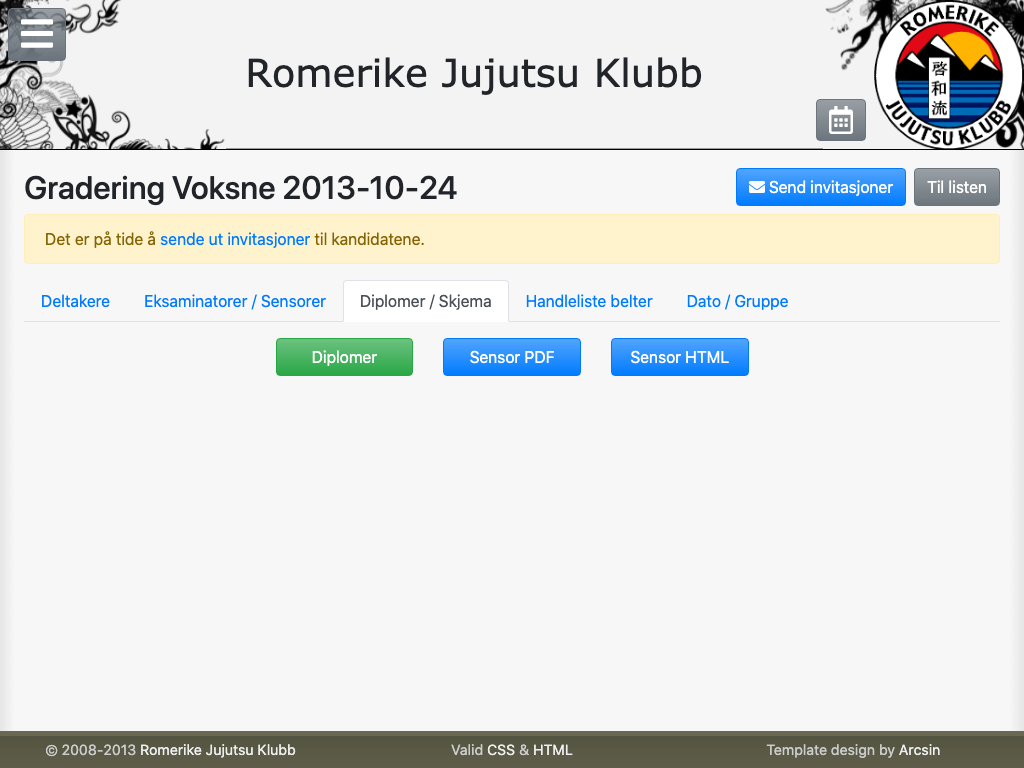 Romerike Jujutsu Klubb
ROMERIKE
啓和流
JUJUTSU KLUBB
Gradering Voksne 2013-10-24
Send invitasjoner
Til listen
Det er på tide å sende ut invitasjoner til kandidatene.
Deltakere
Eksaminatorer / Sensorer
Diplomer / Skjema
Handleliste belter
Dato / Gruppe
Diplomer
Sensor PDF
Sensor HTML
© 2008-2013 Romerike Jujutsu Klubb
Valid CSS & HTML
Template design by Arcsin